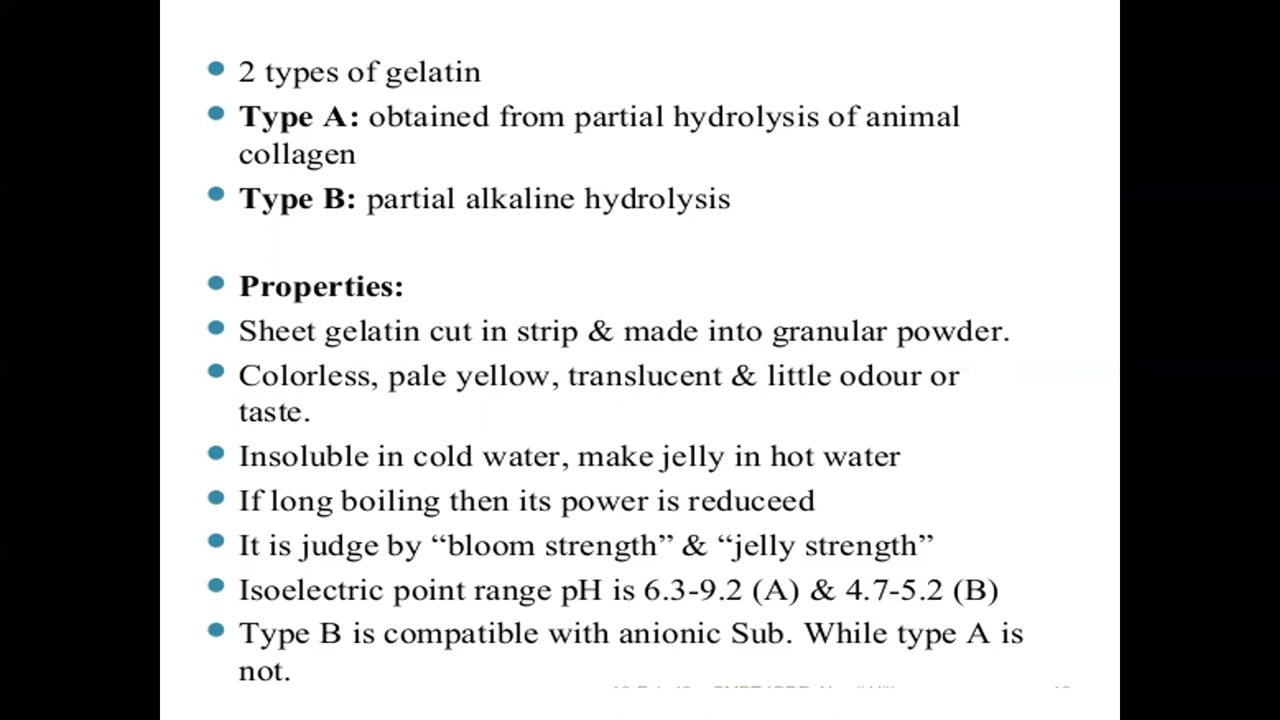 2 types of gelatin
Type A: obtained from partial hydrolysis of animal
collagen
Type B: partial alkaline hydrolysis
Properties:
Sheet gelatin cut in strip & made into granular powder.
Colorless, pale yellow, translucent & little odour or
taste.
Insoluble in cold water, make jelly in hot water
If long boiling then its power is reduceed
It is judge by “bloom strength” & “jelly strength”
Isoelectric point range pH is 6.3-9.2 (A) & 4.7-5.2 (B)
Type B is compatible with anionic Sub. While type A is
not.